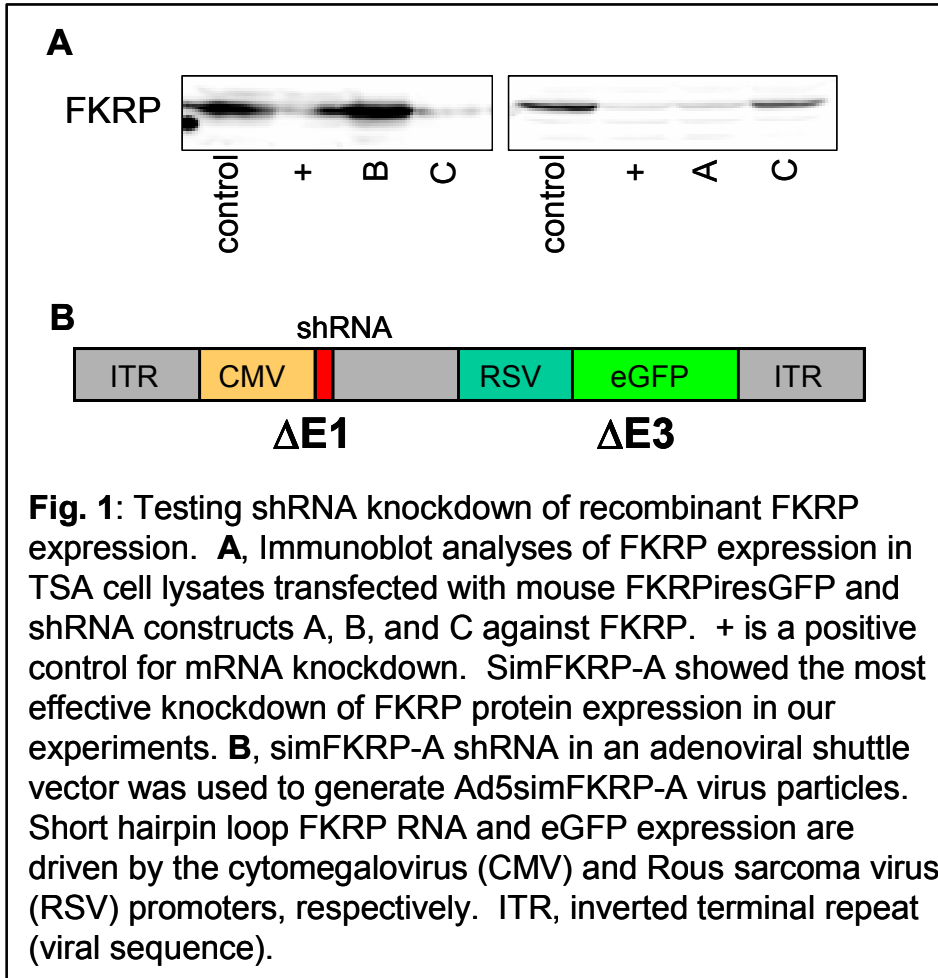 A
FKRP
control + B C control + A C
B
shRNA
ITR CMV RSV eGFP ITR
ΔE1 ΔE3
Fig. 1: Testing shRNA knockdown of recombinant FKRP
expression. A, Immunoblot analyses of FKRP expression in
TSA cell lysates transfected with mouse FKRPiresGFP and
shRNA constructs A, B, and C against FKRP. + is a positive
control for mRNA knockdown. SimFKRP-A showed the most
effective knockdown of FKRP protein expression in our
experiments. B, simFKRP-A shRNA in an adenoviral shuttle
vector was used to generate Ad5simFKRP-A virus particles.
Short hairpin loop FKRP RNA and eGFP expression are
driven by the cytomegalovirus (CMV) and Rous sarcoma virus
(RSV) promoters, respectively. ITR, inverted terminal repeat
(viral sequence).